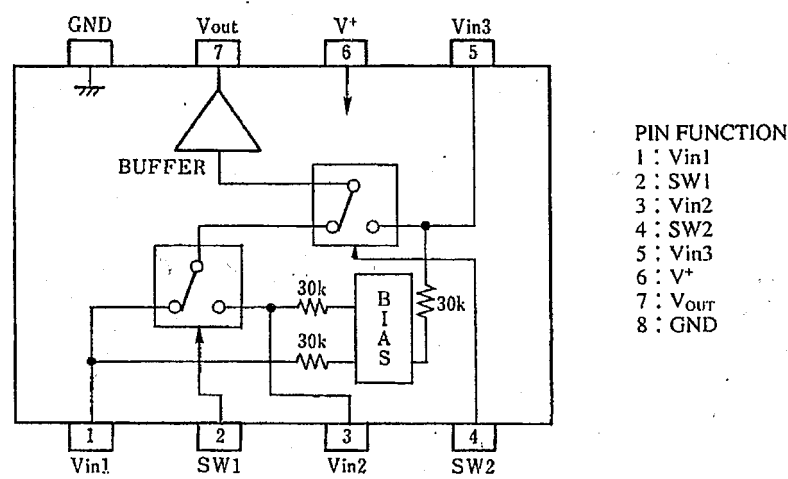 GND Vout V+ Vin3
7 6 5
BUFFER
30k
BIAS
30k
30k
1 2 3 4
Vin1 SW1 Vin2 SW2
PIN FUNCTION
1 : Vin1
2 : SW1
3 : Vin2
4 : SW2
5 : Vin3
6 : V+
7 : VOUT
8 : GND